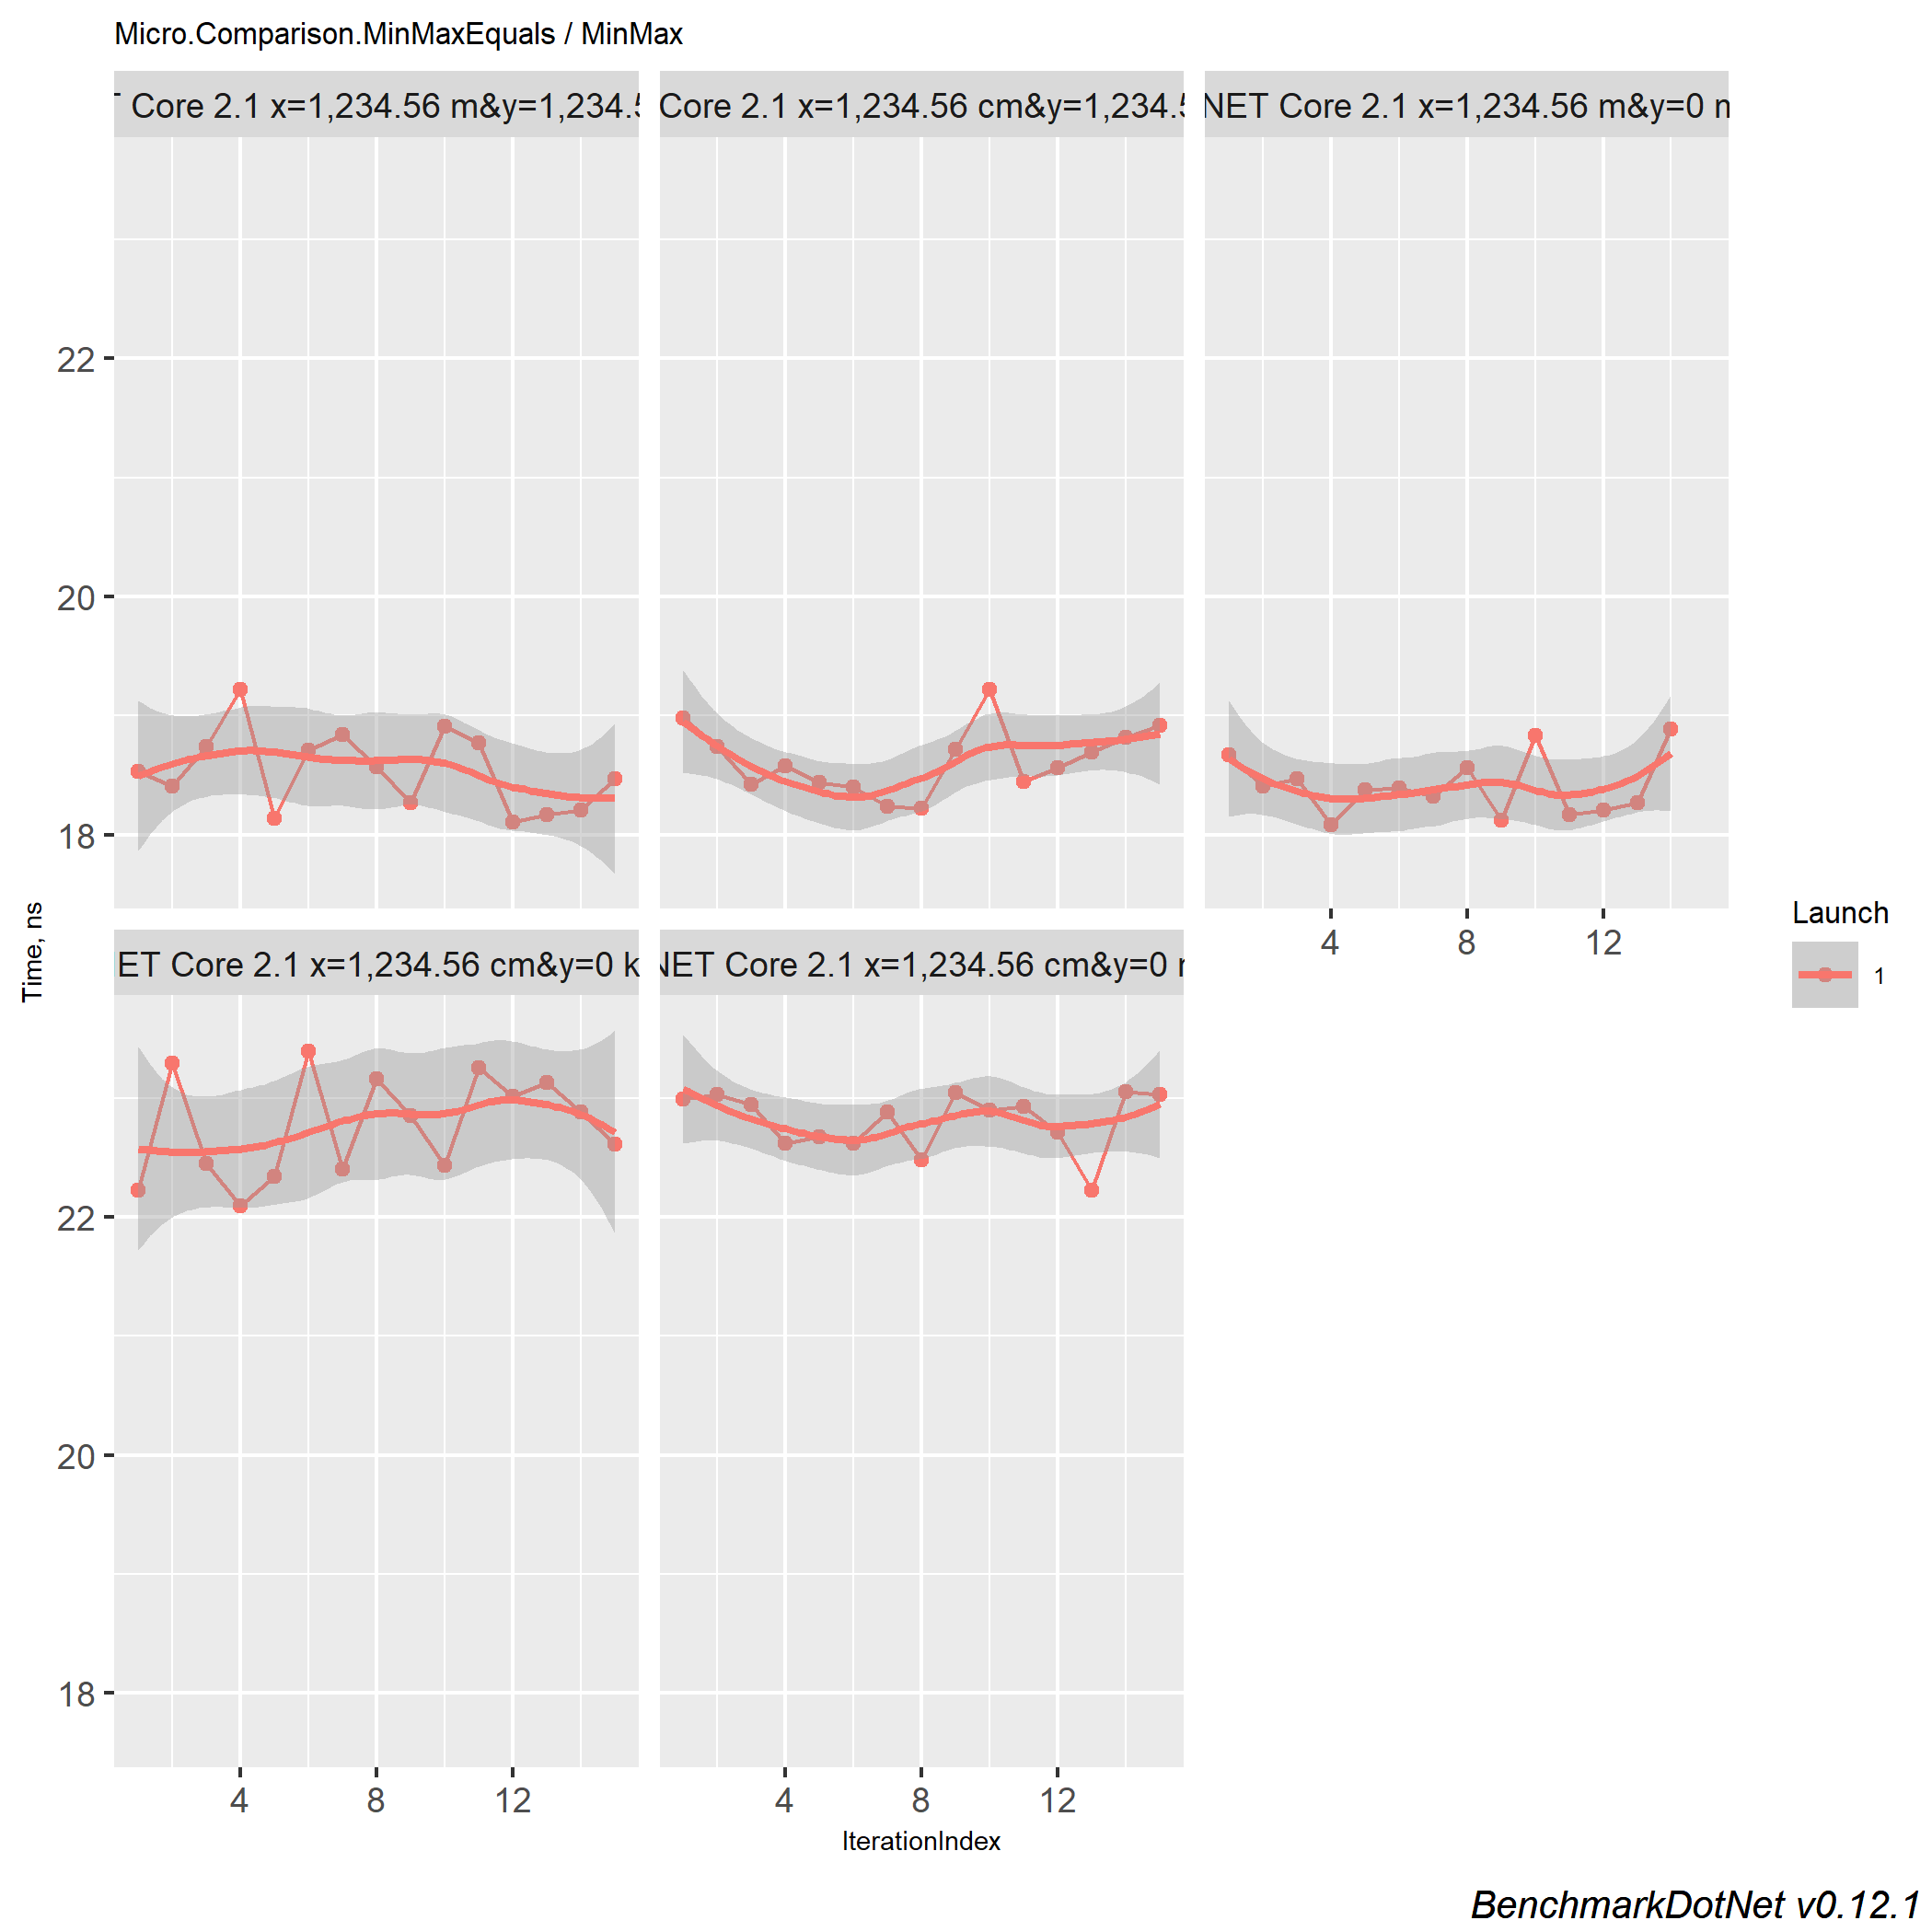 Micro.Comparison.MinMaxEquals / MinMax
Core 2.1 x=1,234.56 m&y=1,234.5
Core 2.1 x=1,234.56 cm&y=1,234.5
NET Core 2.1 x=1,234.56 m&y=0
22
20
18
4 8 12
Time, ns
Launch
1
ET Core 2.1 x=1,234.56 cm&y=0 k
NET Core 2.1 x=1,234.56 cm&y=0
22
20
18
4 8 12
4 8 12
IterationIndex
BenchmarkDotNet v0.12.1